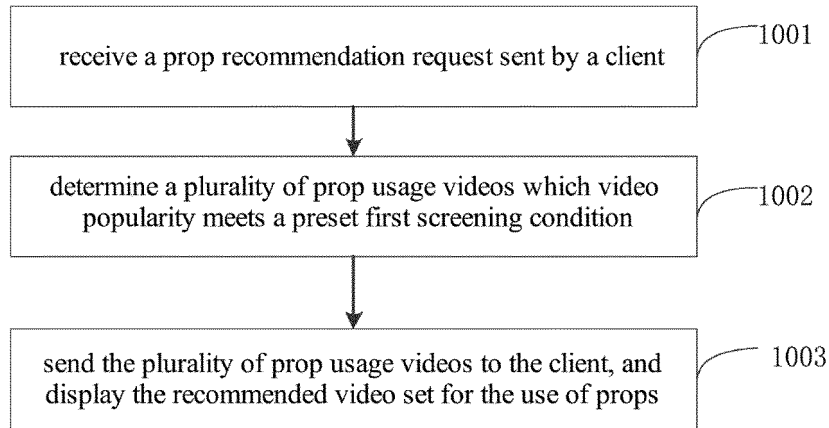 receive a prop recommendation request sent by a client
1001
determine a plurality of prop usage videos which video
popularity meets a preset first screening condition
1002
send the plurality of prop usage videos to the client, and
display the recommended video set for the use of props
1003